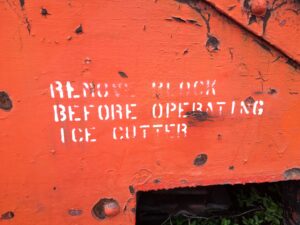 REMOVE BLOCK
BEFORE OPERATING
ICE CUTTER